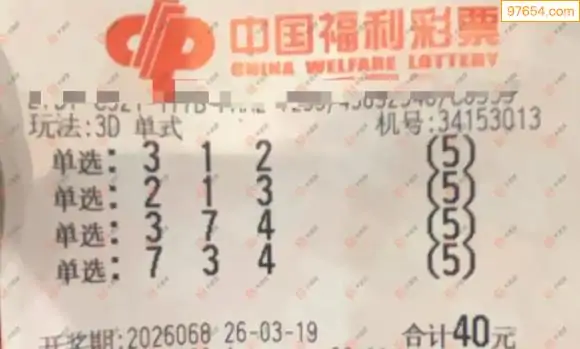 97654.com
中国福利彩票
CHINA WELFARE LOTTERY
玩法:3D 单式 机号:34153013
单选: 3 1 2 (5)
单选: 2 1 3 (5)
单选: 3 7 4 (5)
单选: 7 3 4 (5)
开奖期:2026068 26-03-19 合计40元